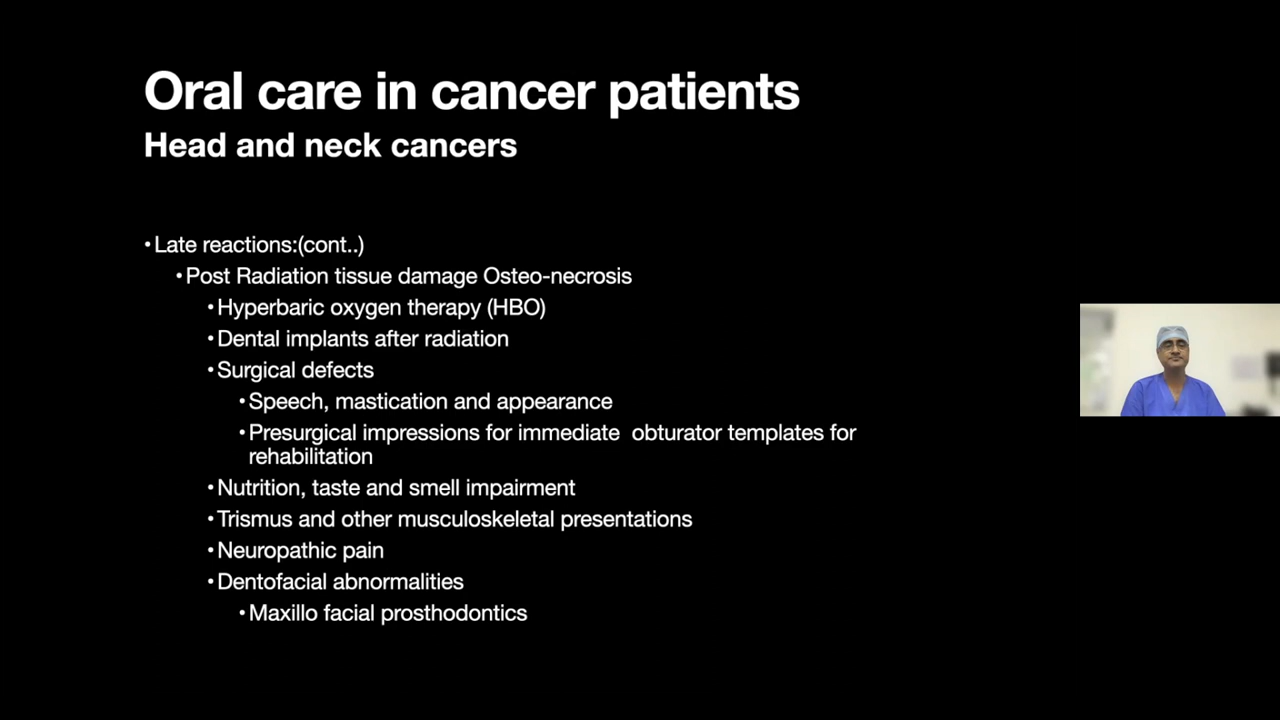 Oral care in cancer patients
Head and neck cancers
•Late reactions:(cont..)
•Post Radiation tissue damage Osteo-necrosis
•Hyperbaric oxygen therapy (HBO)
•Dental implants after radiation
•Surgical defects
•Speech, mastication and appearance
•Presurgical impressions for immediate  obturator templates for
rehabilitation
•Nutrition, taste and smell impairment
•Trismus and other musculoskeletal presentations
•Neuropathic pain
•Dentofacial abnormalities
•Maxillo facial prosthodontics